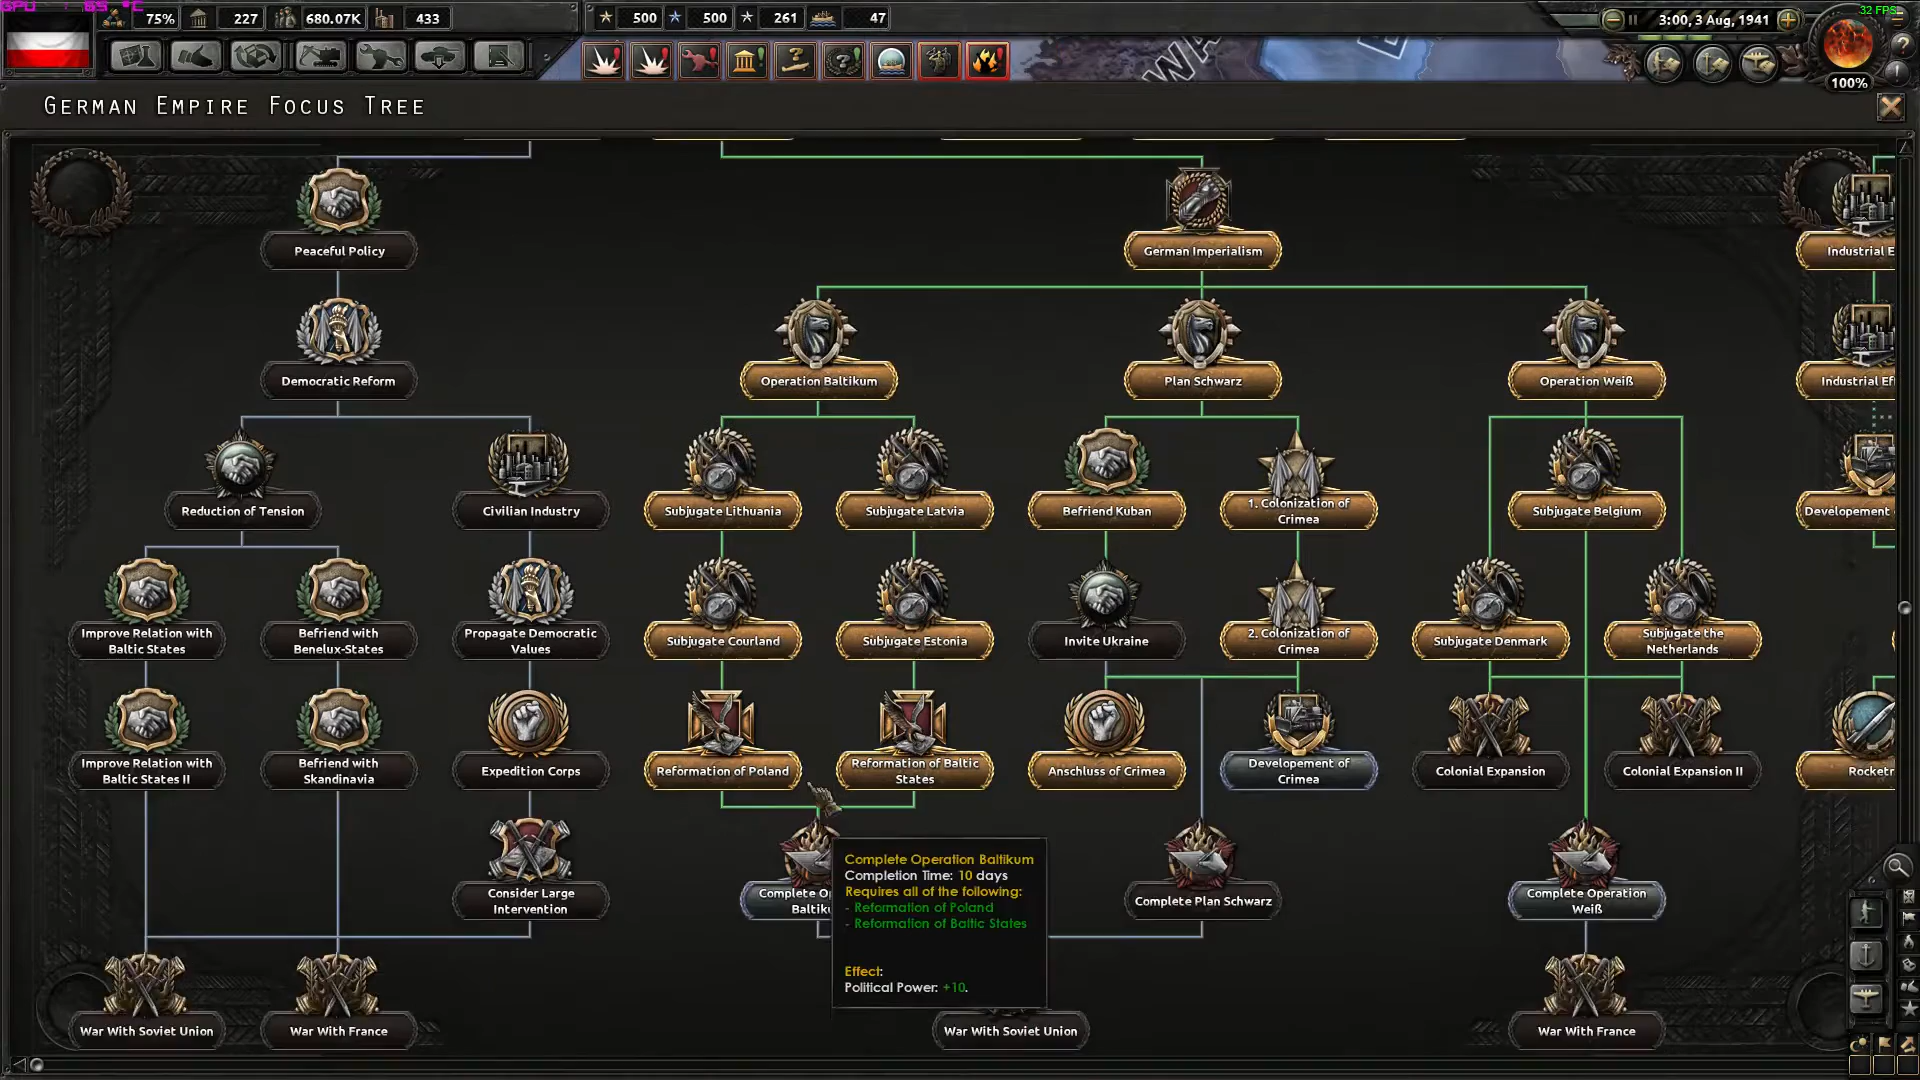 GPU : 65 °C
75%
227
680.07K
433
500
500
261
47
32 FPS
3:00, 3 Aug, 1941
100%
German Empire Focus Tree
Peaceful Policy
German Imperialism
Industrial E
Democratic Reform
Operation Baltikum
Plan Schwarz
Operation Weiß
Industrial Ef
Reduction of Tension
Civilian Industry
Subjugate Lithuania
Subjugate Latvia
Befriend Kuban
1. Colonization of
Crimea
Subjugate Belgium
Developement
Improve Relation with
Baltic States
Befriend with
Benelux-States
Propagate Democratic
Values
Subjugate Courland
Subjugate Estonia
Invite Ukraine
2. Colonization of
Crimea
Subjugate Denmark
Subjugate the
Netherlands
Improve Relation with
Baltic States II
Befriend with
Skandinavia
Expedition Corps
Reformation of Poland
Reformation of Baltic
States
Anschluss of Crimea
Developement of
Crimea
Colonial Expansion
Colonial Expansion II
Rocketr
Consider Large
Intervention
Complete Op
Baltiku
Complete Operation Baltikum
Completion Time: 10 days
Requires all of the following:
- Reformation of Poland
- Reformation of Baltic States
Effect:
Political Power: +10.
Complete Plan Schwarz
Complete Operation
Weiß
War With Soviet Union
War With France
War With Soviet Union
War With France